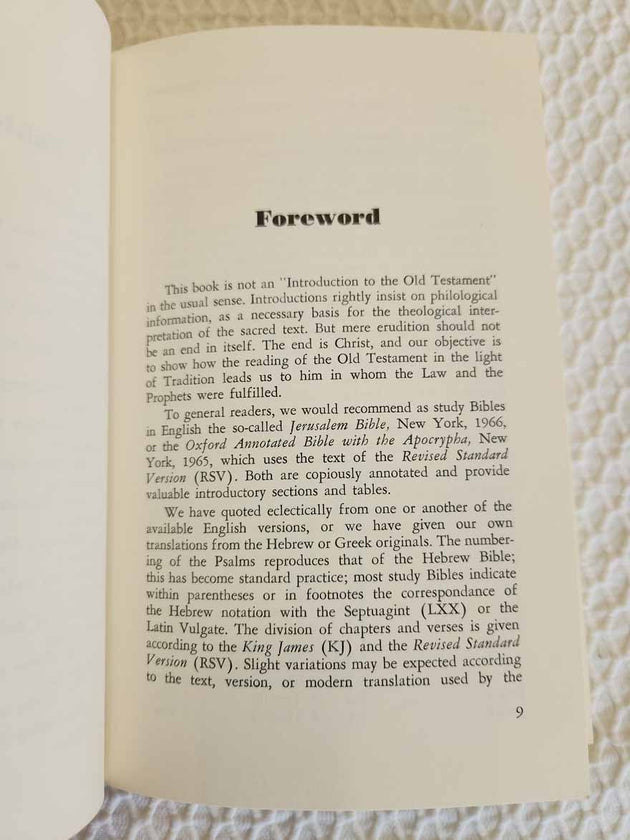 Foreword
This book is not an "Introduction to the Old Testament"
in the usual sense. Introductions rightly insist on philological
information, as a necessary basis for the theological inter-
pretation of the sacred text. But mere erudition should not
be an end in itself. The end is Christ, and our objective is
to show how the reading of the Old Testament in the light
of Tradition leads us to him in whom the Law and the
Prophets were fulfilled.
To general readers, we would recommend as study Bibles
in English the so-called Jerusalem Bible, New York, 1966,
or the Oxford Annotated Bible with the Apocrypha, New
York, 1965, which uses the text of the Revised Standard
Version (RSV). Both are copiously annotated and provide
valuable introductory sections and tables.
We have quoted eclectically from one or another of the
available English versions, or we have given our own
translations from the Hebrew or Greek originals. The number-
ing of the Psalms reproduces that of the Hebrew Bible;
this has become standard practice; most study Bibles indicate
within parentheses or in footnotes the correspondance of
the Hebrew notation with the Septuagint (LXX) or the
Latin Vulgate. The division of chapters and verses is given
according to the King James (KJ) and the Revised Standard
Version (RSV). Slight variations may be expected according
to the text, version, or modern translation used by the
9